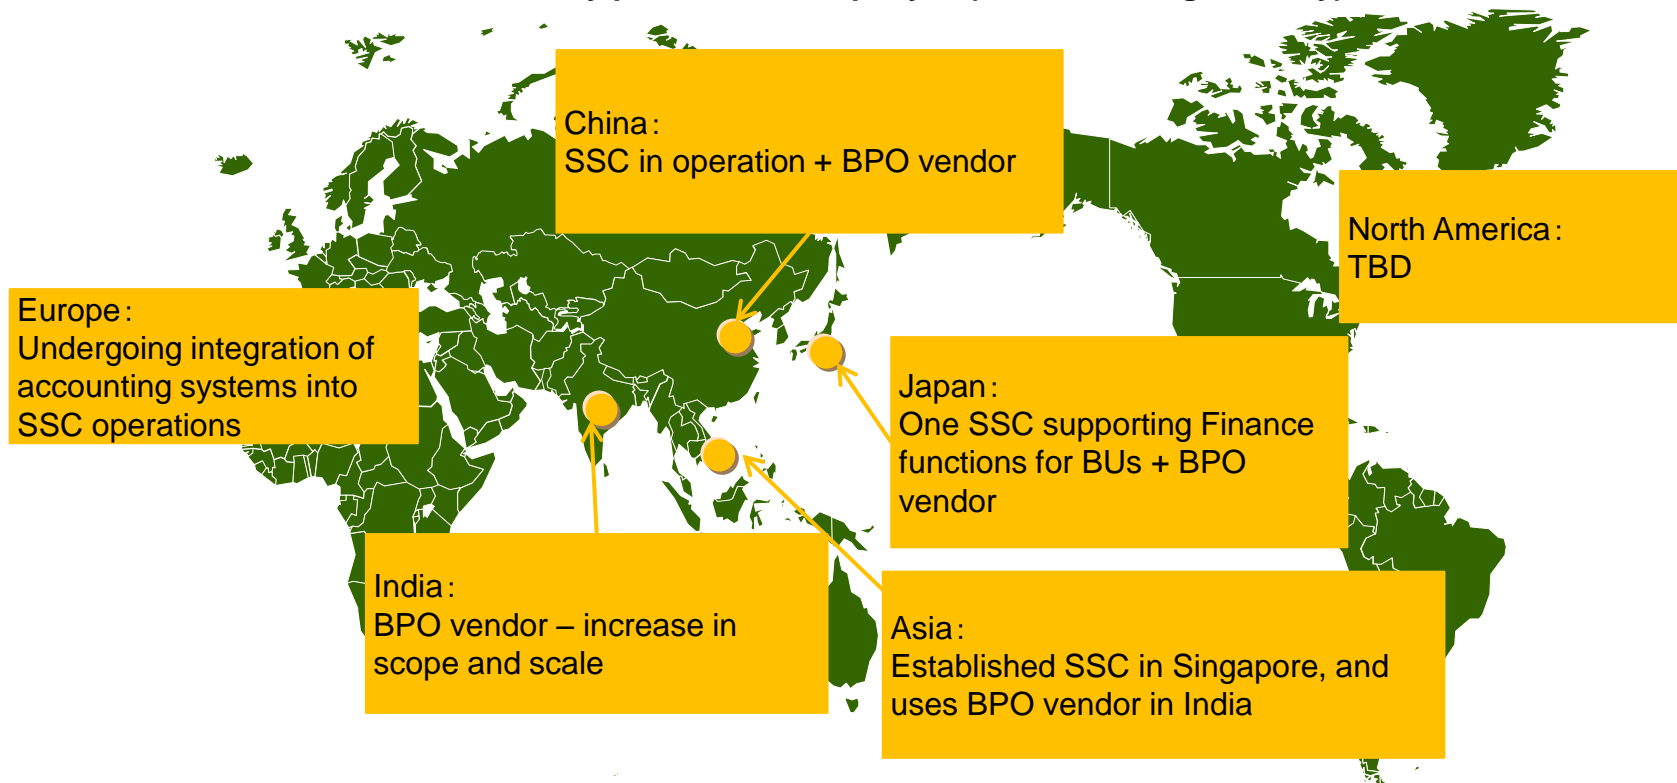 China：
SSC in operation + BPO vendor
North America：
TBD
Europe：
Undergoing integration of
accounting systems into
SSC operations
Japan：
One SSC supporting Finance
functions for BUs + BPO
vendor
India：
BPO vendor – increase in
scope and scale
Asia：
Established SSC in Singapore, and
uses BPO vendor in India